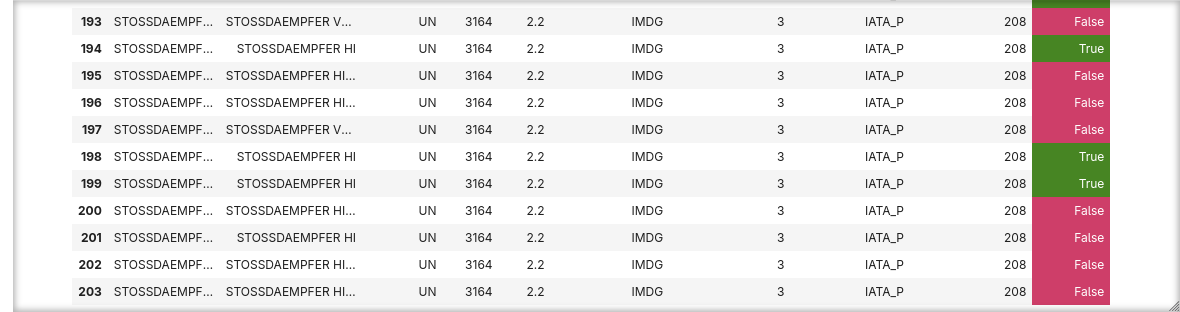 193 STOSSDAEMPF... STOSSDAEMPFER V... UN 3164 2.2 IMDG 3 IATA_P 208 False
194 STOSSDAEMPF... STOSSDAEMPFER HI UN 3164 2.2 IMDG 3 IATA_P 208 True
195 STOSSDAEMPF... STOSSDAEMPFER HI... UN 3164 2.2 IMDG 3 IATA_P 208 False
196 STOSSDAEMPF... STOSSDAEMPFER HI... UN 3164 2.2 IMDG 3 IATA_P 208 False
197 STOSSDAEMPF... STOSSDAEMPFER V... UN 3164 2.2 IMDG 3 IATA_P 208 False
198 STOSSDAEMPF... STOSSDAEMPFER HI UN 3164 2.2 IMDG 3 IATA_P 208 True
199 STOSSDAEMPF... STOSSDAEMPFER HI UN 3164 2.2 IMDG 3 IATA_P 208 True
200 STOSSDAEMPF... STOSSDAEMPFER HI... UN 3164 2.2 IMDG 3 IATA_P 208 False
201 STOSSDAEMPF... STOSSDAEMPFER HI UN 3164 2.2 IMDG 3 IATA_P 208 False
202 STOSSDAEMPF... STOSSDAEMPFER HI... UN 3164 2.2 IMDG 3 IATA_P 208 False
203 STOSSDAEMPF... STOSSDAEMPFER HI... UN 3164 2.2 IMDG 3 IATA_P 208 False